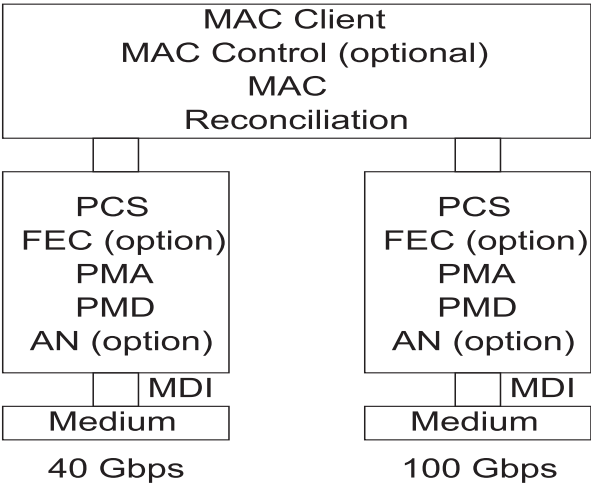 MAC Client
MAC Control (optional)
MAC
Reconciliation
PCS
FEC (option)
PMA
PMD
AN (option)
MDI
Medium
40 Gbps
PCS
FEC (option)
PMA
PMD
AN (option)
MDI
Medium
100 Gbps